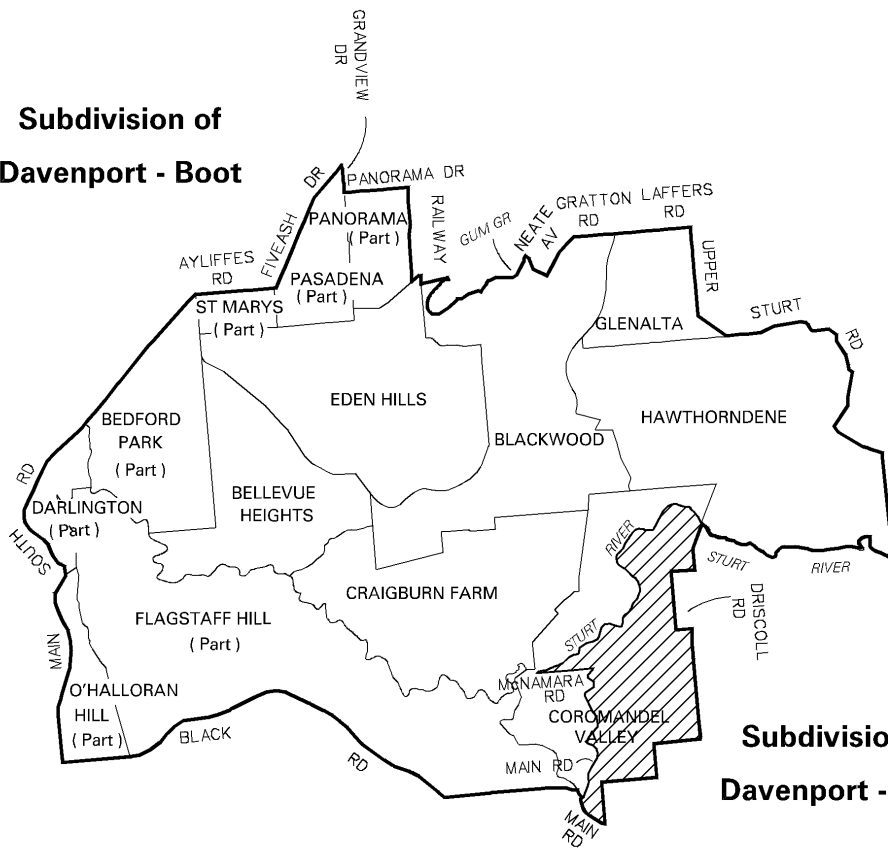 GRANDVIEW
DR
Subdivision of
Davenport - Boot
DR
PANORAMA DR
GRATTON
RD
LAFFERS
RD
NEATE
AV
GUM GR
RAILWAY
PANORAMA
( Part )
FIVEASH
AYLIFFES
RD
UPPER
PASADENA
( Part )
ST MARYS
( Part )
STURT
RD
GLENALTA
EDEN HILLS
HAWTHORNDENE
BEDFORD
PARK
( Part )
BLACKWOOD
RD
BELLEVUE
HEIGHTS
DARLINGTON
( Part )
SOUTH
RIVER
STURT
RIVER
CRAIGBURN FARM
DRISCOLL
RD
FLAGSTAFF HILL
( Part )
STURT
MAIN
McNAMARA
RD
O'HALLORAN
HILL
( Part )
COROMANDEL
VALLEY
BLACK
RD
MAIN RD
Subdivisio
Davenport -
MAIN
RD